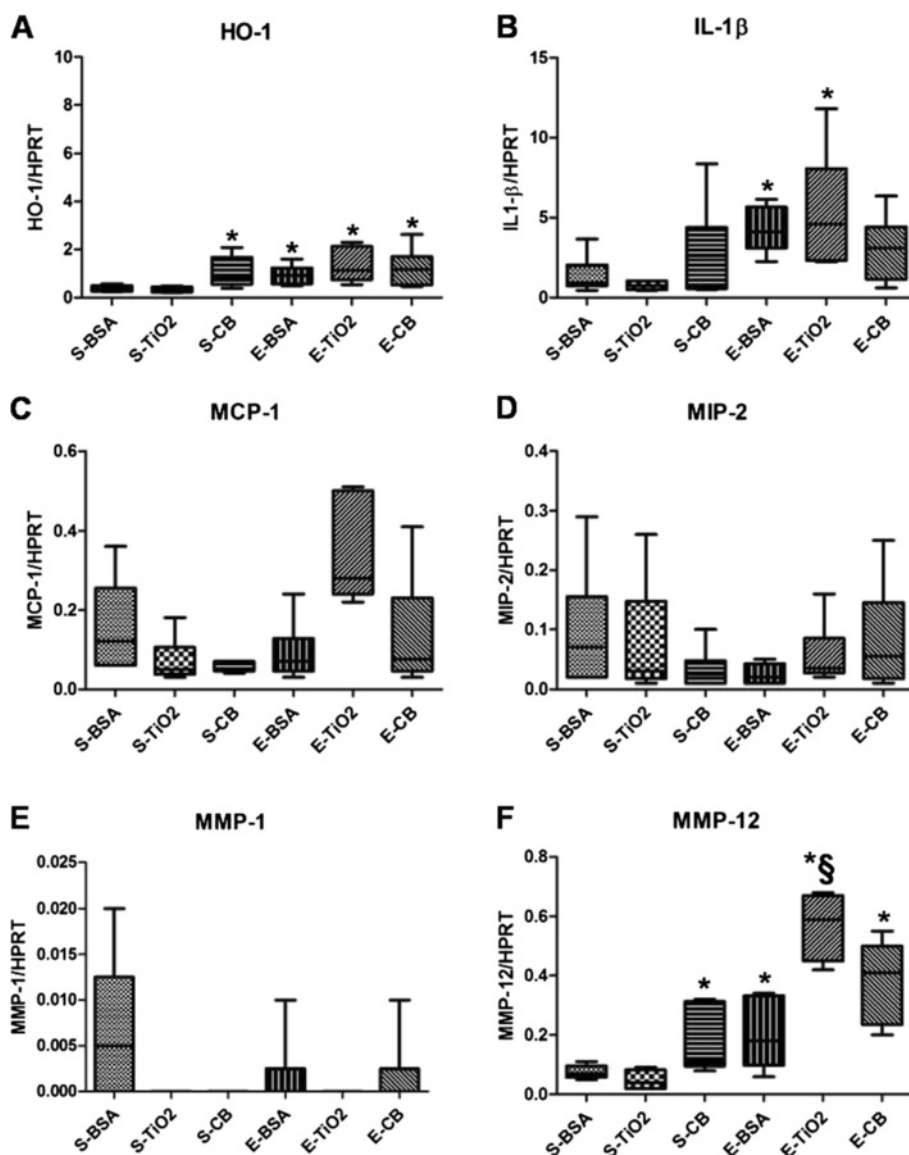 A
HO-1
HO-1/HPRT
10
8
6
4
2
0
*
*
*
*
S-BSA
S-TiO2
S-CB
E-BSA
E-TiO2
E-CB
B
IL-1β
IL1-β/HPRT
15
10
5
0
*
*
S-BSA
S-TiO2
S-CB
E-BSA
E-TiO2
E-CB
C
MCP-1
MCP-1/HPRT
0.6
0.4
0.2
0.0
S-BSA
S-TiO2
S-CB
E-BSA
E-TiO2
E-CB
D
MIP-2
MIP-2/HPRT
0.4
0.3
0.2
0.1
0.0
S-BSA
S-TiO2
S-CB
E-BSA
E-TiO2
E-CB
E
MMP-1
MMP-1/HPRT
0.025
0.020
0.015
0.010
0.005
0.000
S-BSA
S-TiO2
S-CB
E-BSA
E-TiO2
E-CB
F
MMP-12
MMP-12/HPRT
0.8
0.6
0.4
0.2
0.0
*
*
*§
*
S-BSA
S-TiO2
S-CB
E-BSA
E-TiO2
E-CB